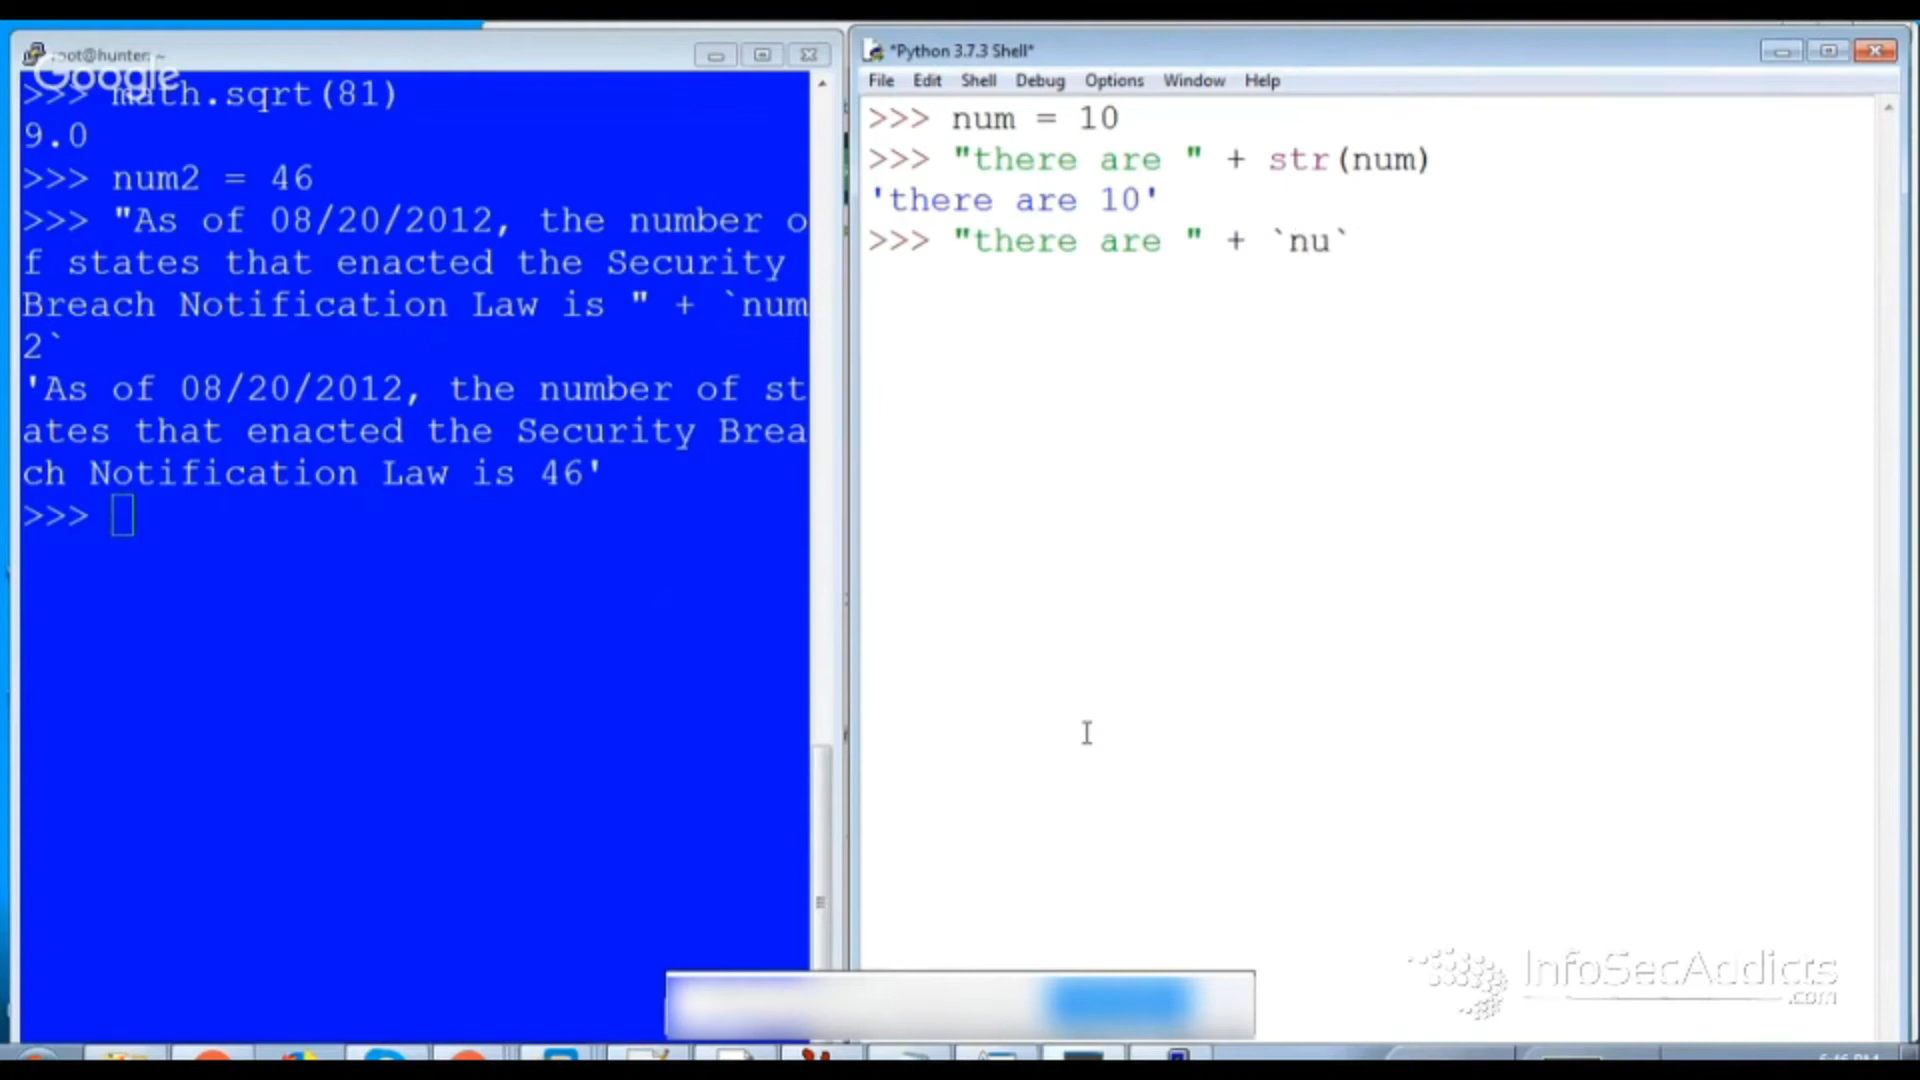 root@hunter: ~
Google
>>> math.sqrt(81)
9.0
>>> num2 = 46
>>> "As of 08/20/2012, the number o
f states that enacted the Security
Breach Notification Law is " + `num
2`
'As of 08/20/2012, the number of st
ates that enacted the Security Brea
ch Notification Law is 46'
>>>
*Python 3.7.3 Shell*
File Edit Shell Debug Options Window Help
>>> num = 10
>>> "there are " + str(num)
'there are 10'
>>> "there are " + `nu`
InfoSecAddicts
.com